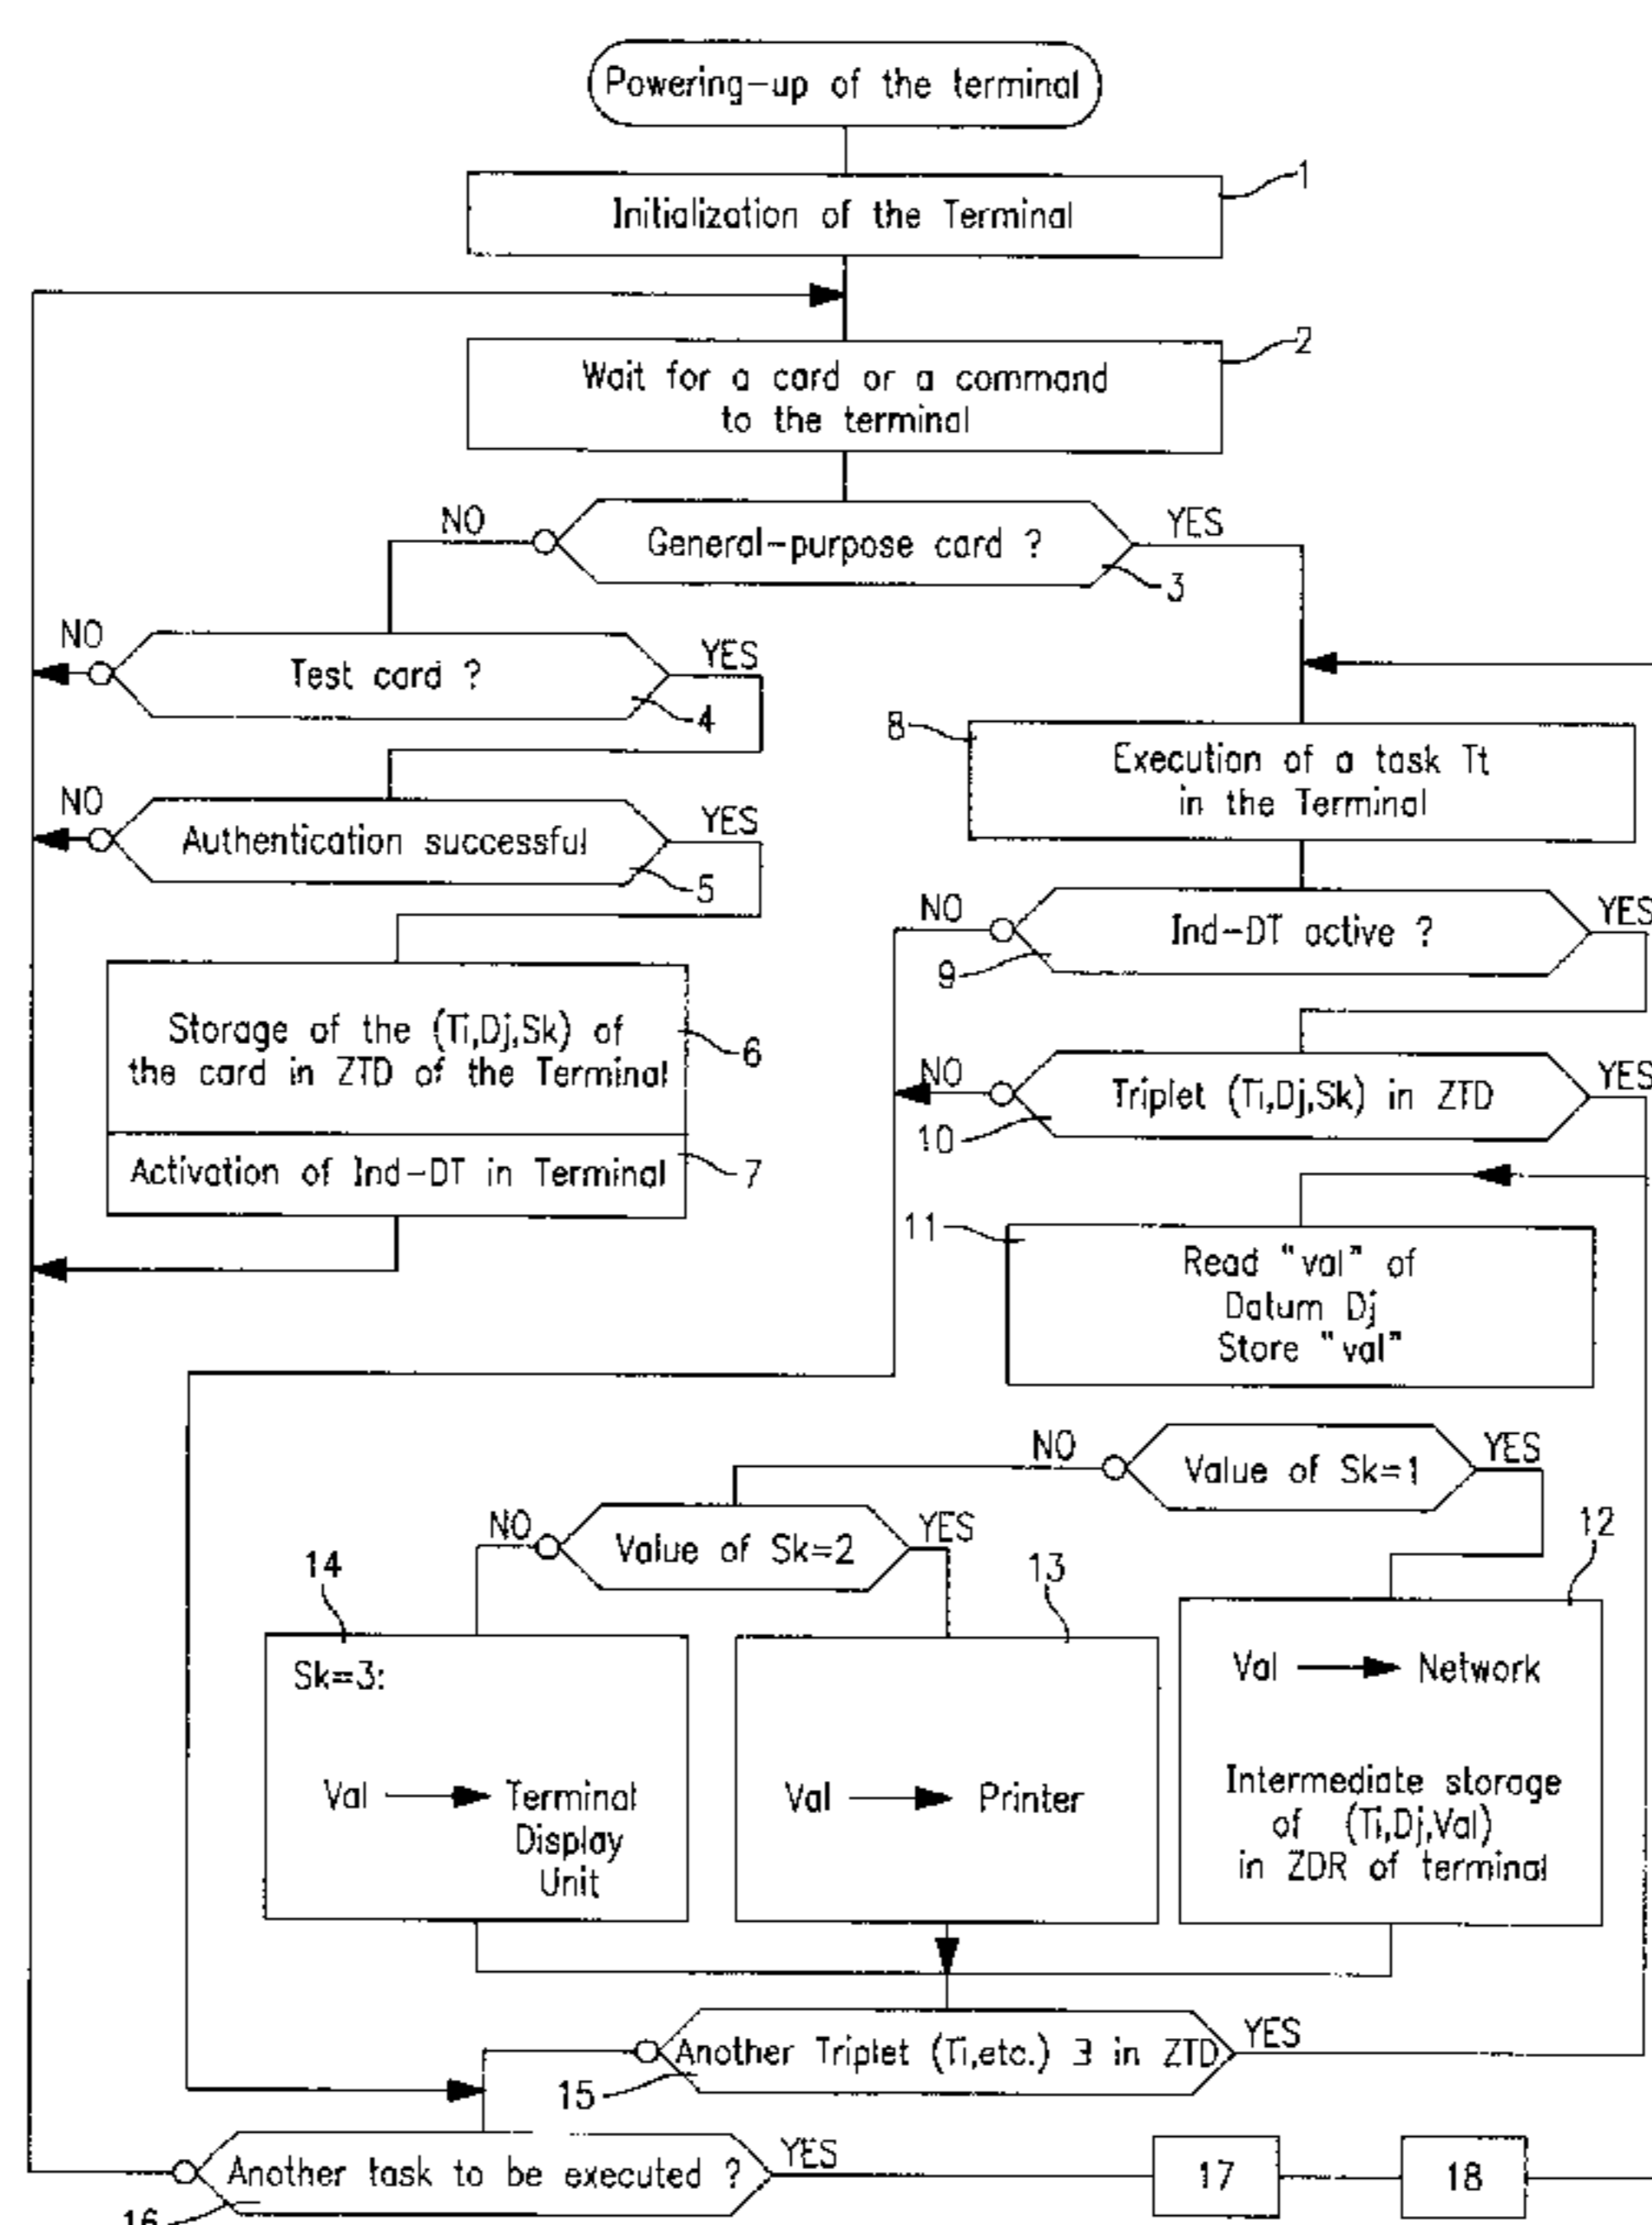 Powering-up of the terminal
1
Initialization of the Terminal
2
Wait for a card or a command
to the terminal
NO
General-purpose card ?
YES
3
NO
Test card ?
YES
4
NO
Authentication successful
YES
5
8
Execution of a task Tt
in the Terminal
NO
Ind-DT active ?
YES
9
Storage of the (Ti,Dj,Sk) of
the card in ZTD of the Terminal
6
NO
Triplet (Ti,Dj,Sk) in ZTD
YES
10
Activation of Ind-DT in Terminal
7
11
Read "val" of
Datum Dj
Store "val"
NO
Value of Sk=1
YES
NO
Value of Sk=2
YES
12
14
13
Sk=3:
Val
Terminal
Display
Unit
Val
Printer
Val
Network
Intermediate storage
of (Ti,Dj,Val)
in ZDR of terminal
Another Triplet (Ti,etc.) ∃ in ZTD
YES
15
Another task to be executed ?
YES
17
18
16